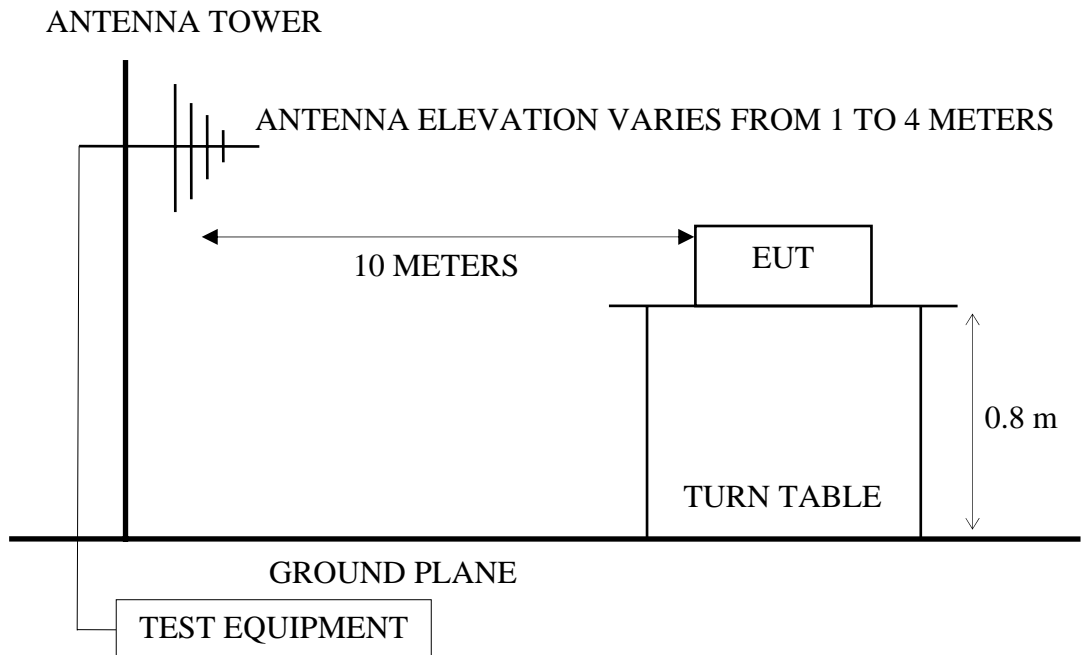 ANTENNA TOWER
ANTENNA ELEVATION VARIES FROM 1 TO 4 METERS
10 METERS
EUT
0.8 m
TURN TABLE
GROUND PLANE
TEST EQUIPMENT